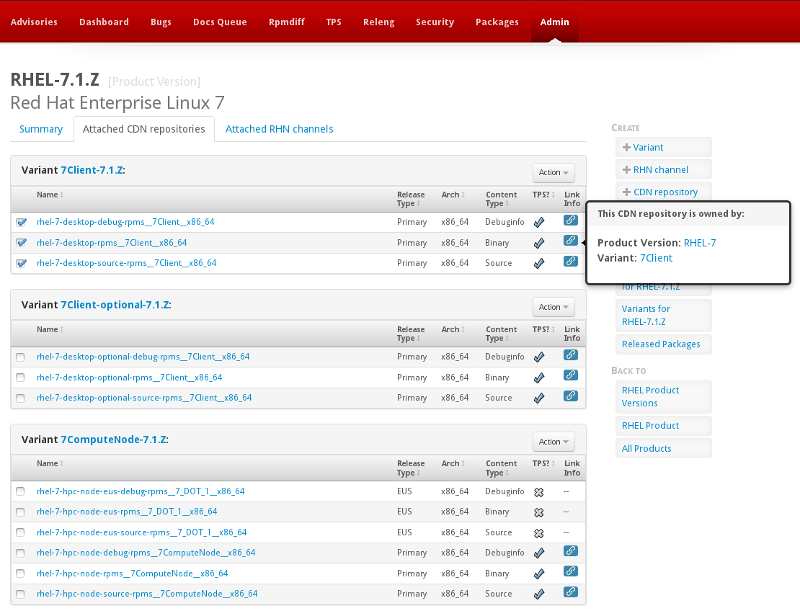 Advisories Dashboard Bugs Docs Queue Rpmdiff TPS Releng Security Packages Admin
RHEL-7.1.Z [Product Version]
Red Hat Enterprise Linux 7
Summary Attached CDN repositories Attached RHN channels
Variant 7Client-7.1.Z: Action
Name Release Type Arch Content Type TPS? Link Info
rhel-7-desktop-debug-rpms__7Client__x86_64 Primary x86_64 Debuginfo
rhel-7-desktop-rpms__7Client__x86_64 Primary x86_64 Binary
rhel-7-desktop-source-rpms__7Client__x86_64 Primary x86_64 Source
Variant 7Client-optional-7.1.Z: Action
Name Release Type Arch Content Type TPS? Link Info
rhel-7-desktop-optional-debug-rpms__7Client__x86_64 Primary x86_64 Debuginfo
rhel-7-desktop-optional-rpms__7Client__x86_64 Primary x86_64 Binary
rhel-7-desktop-optional-source-rpms__7Client__x86_64 Primary x86_64 Source
Variant 7ComputeNode-7.1.Z: Action
Name Release Type Arch Content Type TPS? Link Info
rhel-7-hpc-node-eus-debug-rpms__7_DOT_1__x86_64 EUS x86_64 Debuginfo --
rhel-7-hpc-node-eus-rpms__7_DOT_1__x86_64 EUS x86_64 Binary --
rhel-7-hpc-node-eus-source-rpms__7_DOT_1__x86_64 EUS x86_64 Source --
rhel-7-hpc-node-debug-rpms__7ComputeNode__x86_64 Primary x86_64 Debuginfo
rhel-7-hpc-node-rpms__7ComputeNode__x86_64 Primary x86_64 Binary
rhel-7-hpc-node-source-rpms__7ComputeNode__x86_64 Primary x86_64 Source
CREATE
Variant
RHN channel
CDN repository
This CDN repository is owned by:
Product Version: RHEL-7
Variant: 7Client
for RHEL-7.1.Z
Variants for
RHEL-7.1.Z
Released Packages
BACK TO
RHEL Product
Versions
RHEL Product
All Products